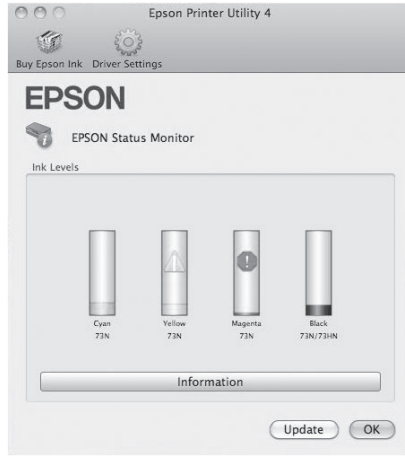 Epson Printer Utility 4
Buy Epson Ink Driver Settings
EPSON
EPSON Status Monitor
Ink Levels
Cyan Yellow Magenta Black
73N 73N 73N 73N/73HN
Information
Update OK